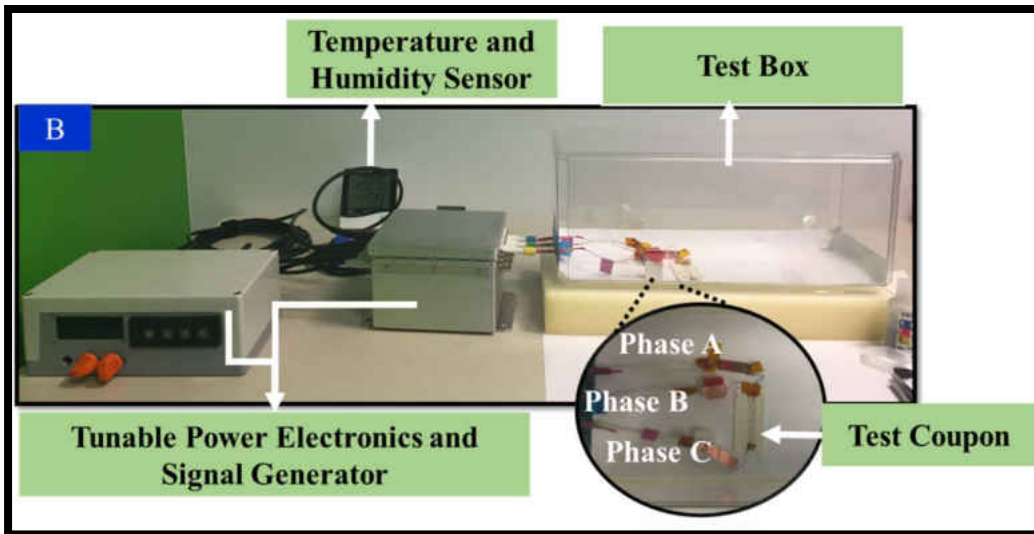 Temperature and
Humidity Sensor
Test Box
B
Phase A
Phase B
Phase C
Test Coupon
Tunable Power Electronics and
Signal Generator